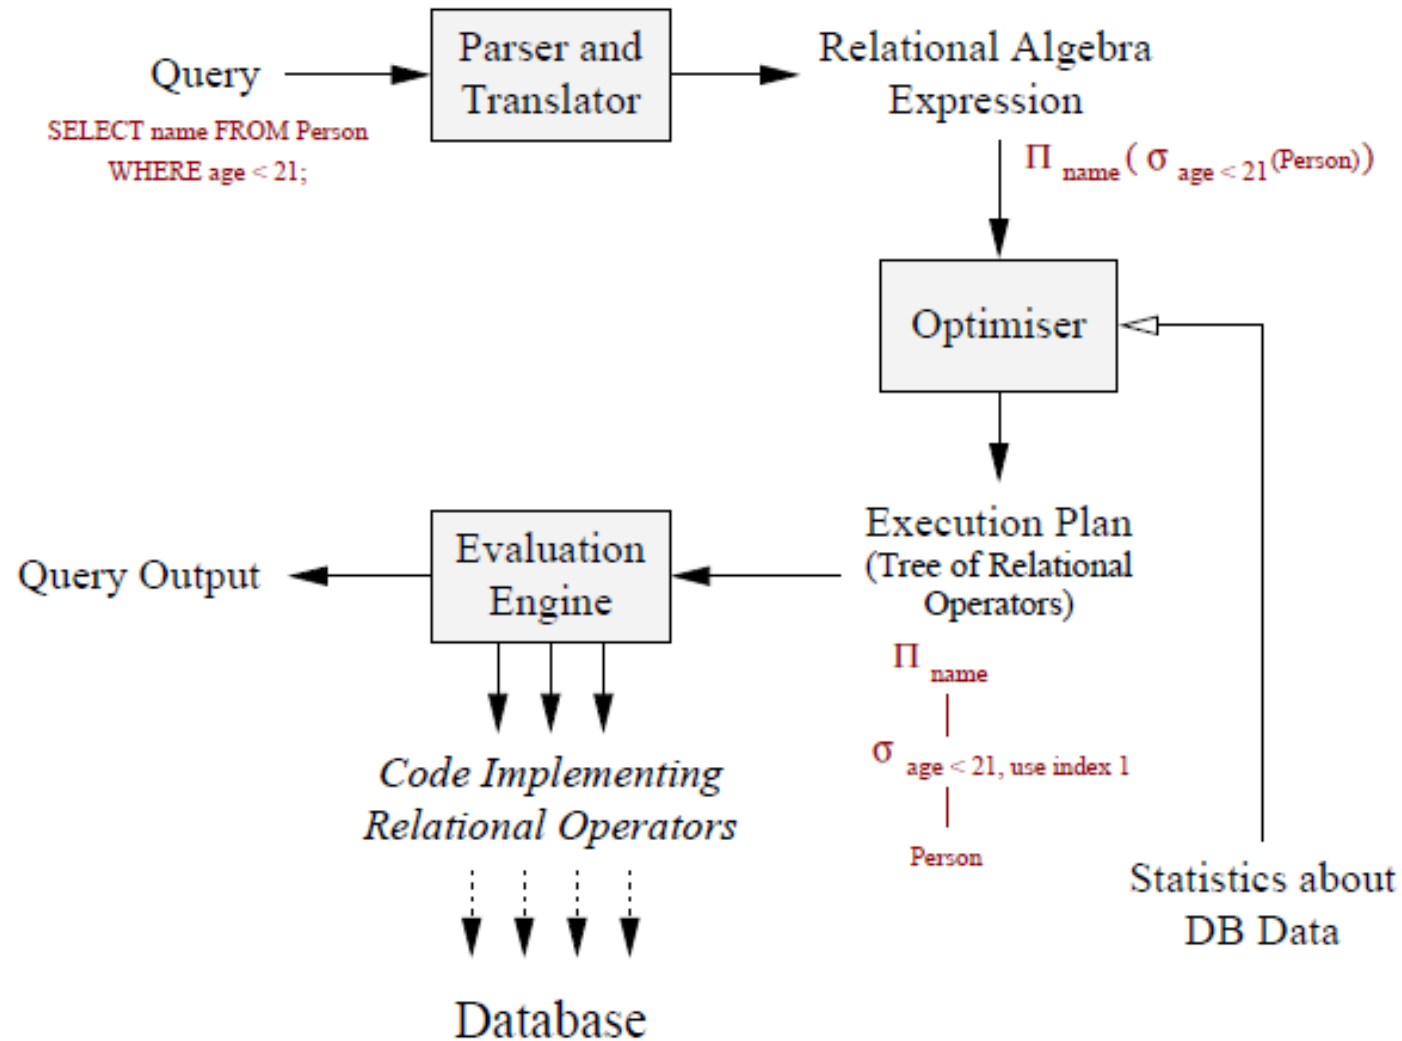 Query
SELECT name FROM Person
WHERE age < 21;
Parser and
Translator
Relational Algebra
Expression
Π name ( σ age < 21 (Person))
Optimiser
Execution Plan
(Tree of Relational
Operators)
Π name
σ age < 21, use index 1
Person
Statistics about
DB Data
Evaluation
Engine
Query Output
Code Implementing
Relational Operators
Database